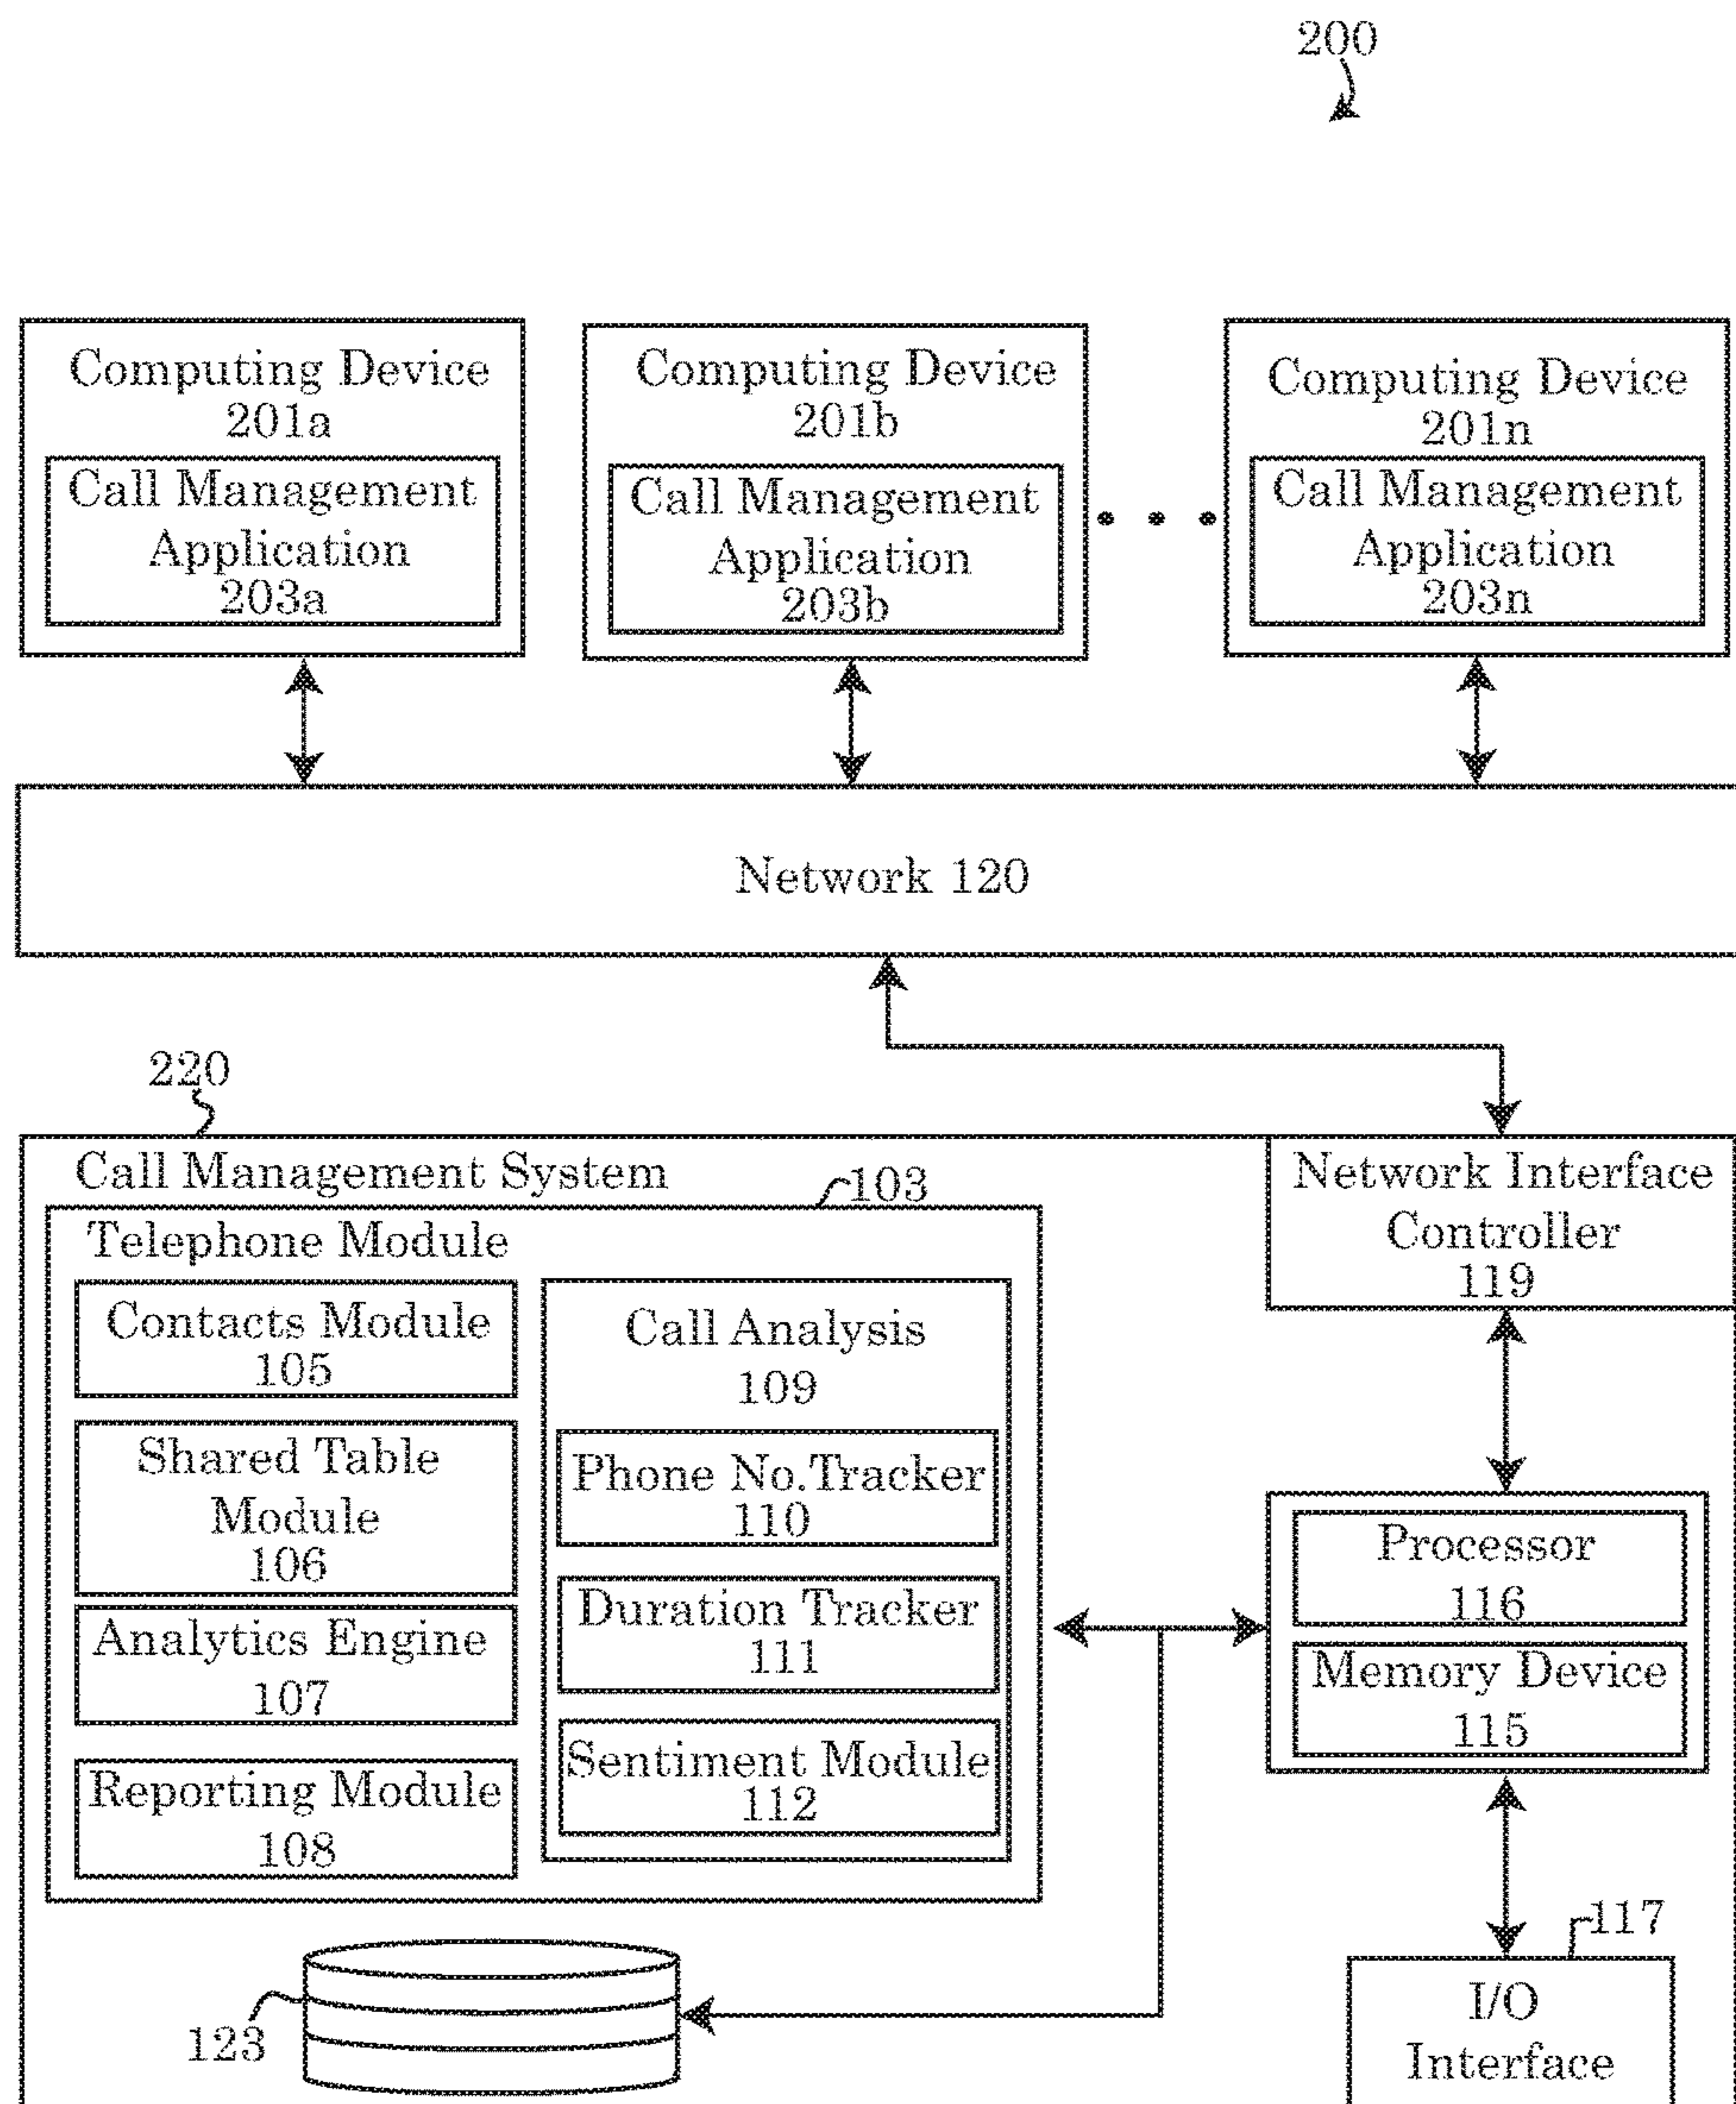 200
Computing Device
201a
Call Management
Application
203a
Computing Device
201b
Call Management
Application
203b
Computing Device
201n
Call Management
Application
203n
Network 120
220
Call Management System
103
Telephone Module
Contacts Module
105
Shared Table
Module
106
Analytics Engine
107
Reporting Module
108
Call Analysis
109
Phone No.Tracker
110
Duration Tracker
111
Sentiment Module
112
Network Interface
Controller
119
Processor
116
Memory Device
115
117
I/O
Interface
123